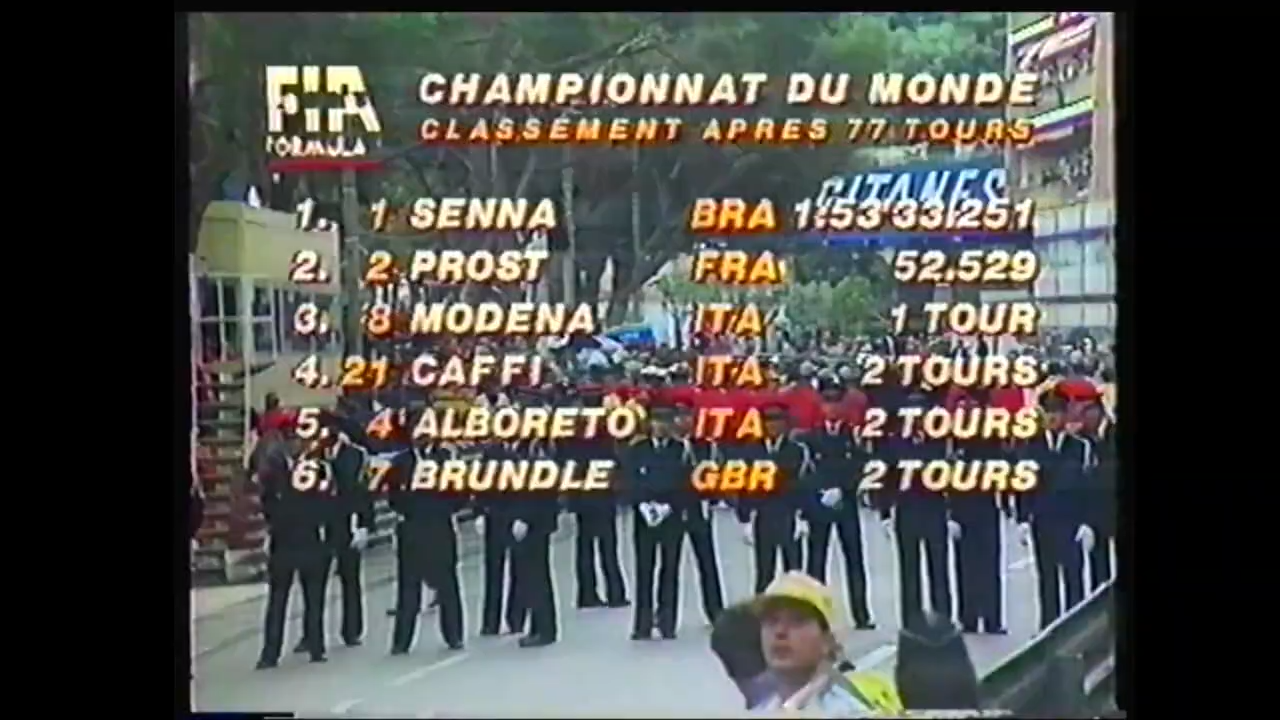 FIA
FORMULA
CHAMPIONNAT DU MONDE
CLASSEMENT APRES 77 TOURS
GITANES
1. 1 SENNA BRA 1:53'33.251
2. 2 PROST FRA 52.529
3. 8 MODENA ITA 1 TOUR
4. 21 CAFFI ITA 2 TOURS
5. 4 ALBORETO ITA 2 TOURS
6. 7 BRUNDLE GBR 2 TOURS